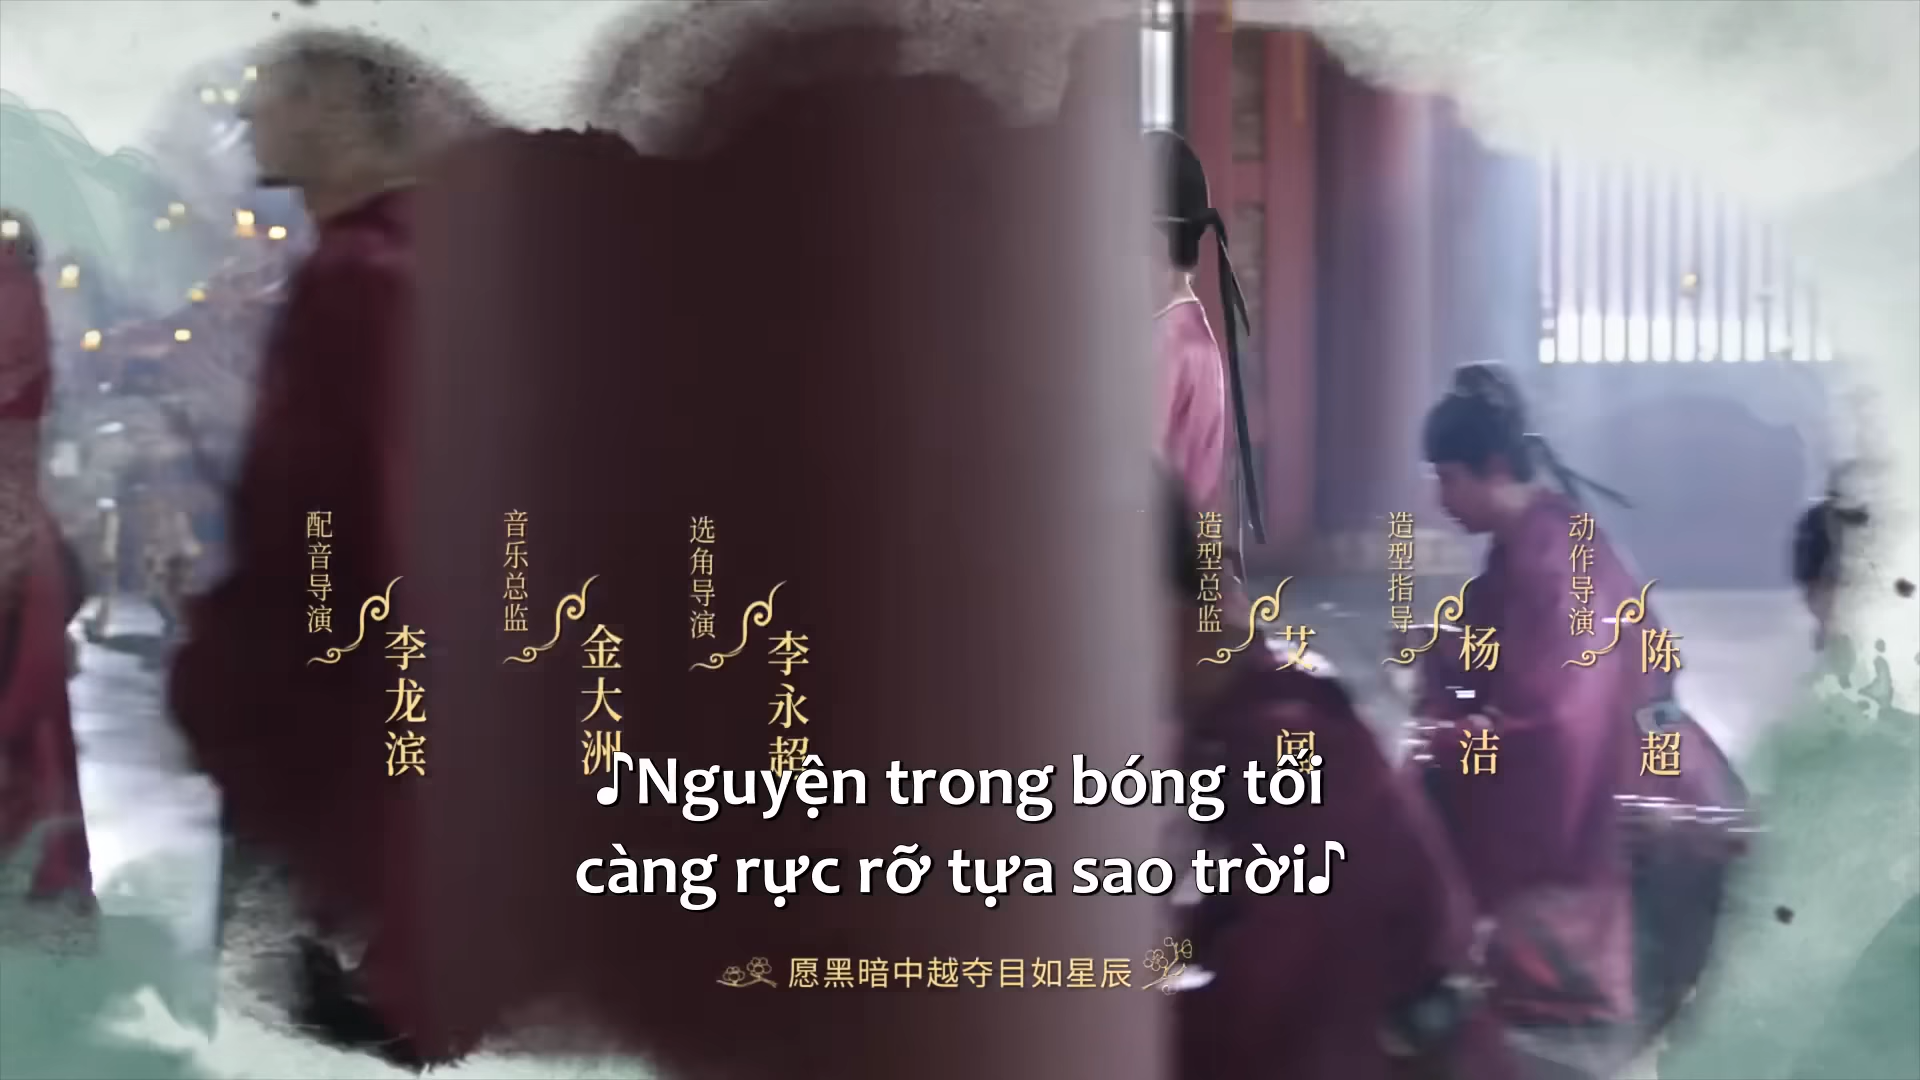 配音导演
李龙滨
音乐总监
金大洲
选角导演
李永超
造型总监
艾闻
造型指导
杨洁
动作导演
陈超
♪Nguyện trong bóng tối
càng rực rỡ tựa sao trời♪
愿黑暗中越夺目如星辰